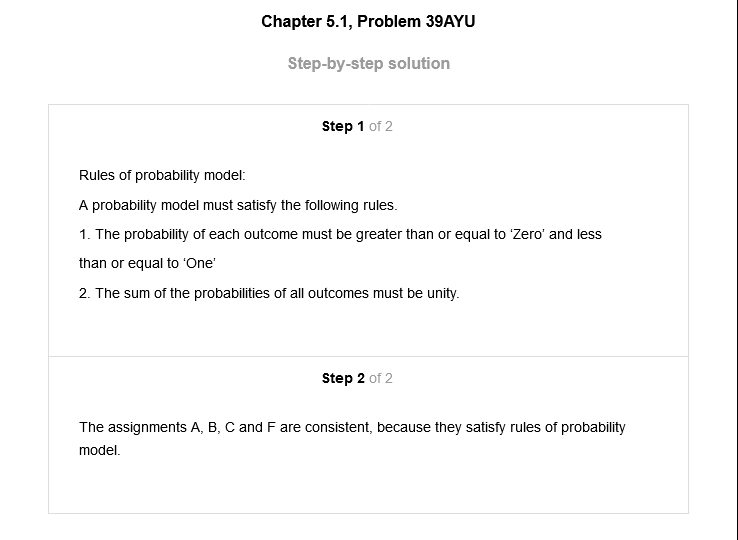 Chapter 5.1, Problem 39AYU
Step-by-step solution
Step 1 of 2
Rules of probability model:
A probability model must satisfy the following rules.
1. The probability of each outcome must be greater than or equal to ‘Zero’ and less
than or equal to ‘One’
2. The sum of the probabilities of all outcomes must be unity.
Step 2 of 2
The assignments A, B, C and F are consistent, because they satisfy rules of probability
model.